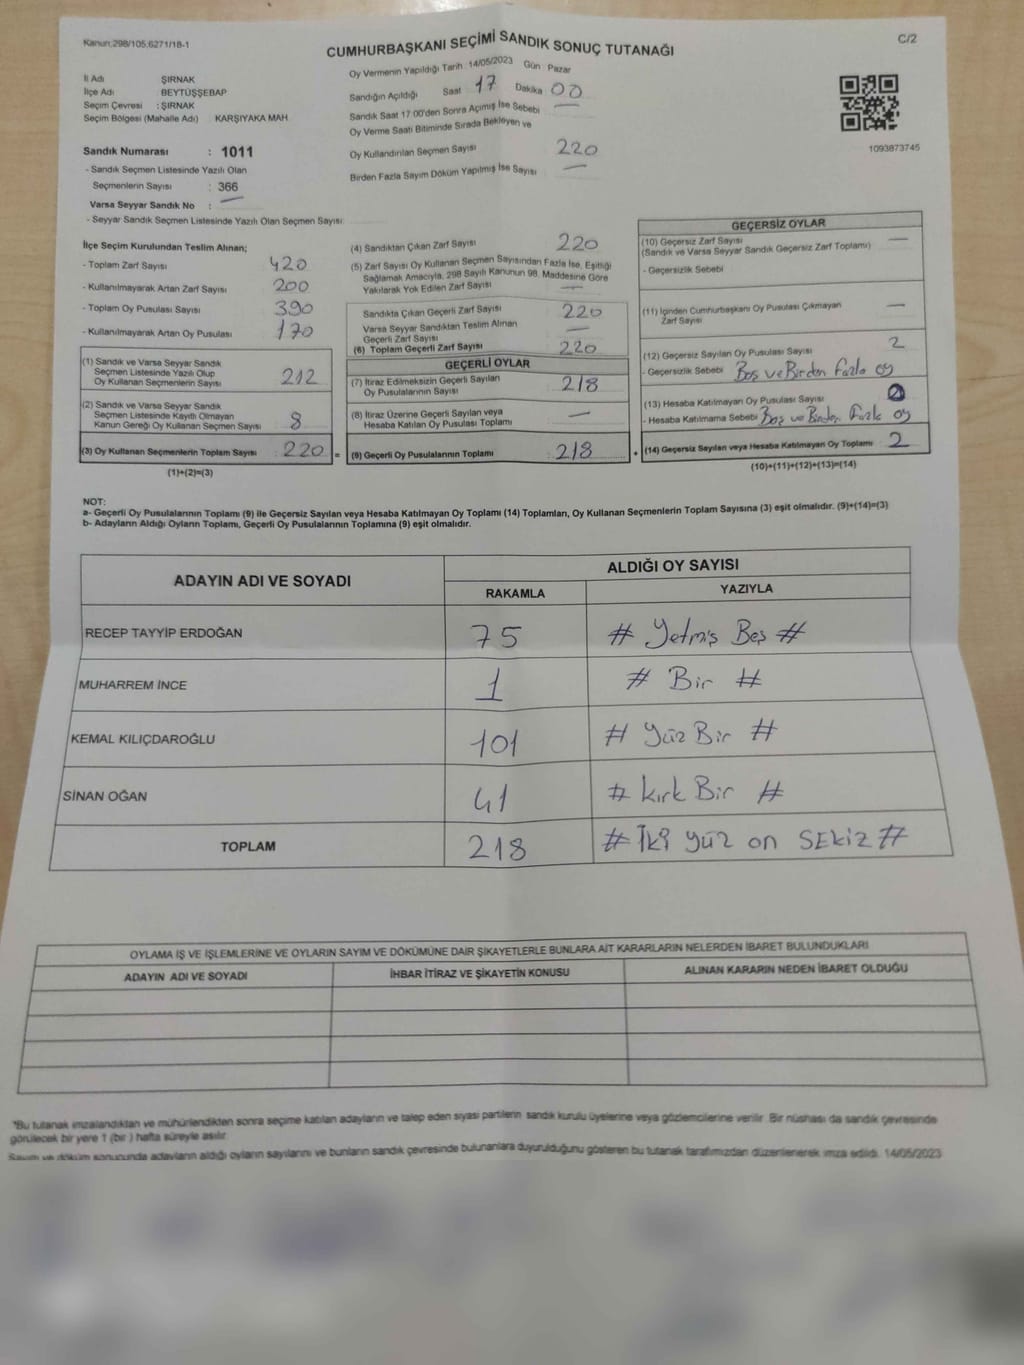 Kanun:298/105,6271/18-1
C/2
CUMHURBAŞKANI SEÇİMİ SANDIK SONUÇ TUTANAĞI
İl Adı ŞIRNAK
İlçe Adı BEYTÜŞŞEBAP
Seçim Çevresi : ŞIRNAK
Seçim Bölgesi (Mahalle Adı) KARŞIYAKA MAH.
Sandık Numarası : 1011
- Sandık Seçmen Listesinde Yazılı Olan
Seçmenlerin Sayısı : 366
Varsa Seyyar Sandık No : —
- Seyyar Sandık Seçmen Listesinde Yazılı Olan Seçmen Sayısı:
Oy Vermenin Yapıldığı Tarih 14/05/2023 Gün Pazar
Sandığın Açıldığı Saat 17 Dakika 00
Sandık Saat 17:00'den Sonra Açımış İse Sebebi —
Oy Verme Saati Bitiminde Sırada Bekleyen ve
Oy Kullandırılan Seçmen Sayısı 220
Birden Fazla Sayım Döküm Yapılmış İse Sayısı —
1093873745
İlçe Seçim Kurulundan Teslim Alınan;
- Toplam Zarf Sayısı 420
- Kullanılmayarak Artan Zarf Sayısı 200
- Toplam Oy Pusulası Sayısı 390
- Kullanılmayarak Artan Oy Pusulası 170
(1) Sandık ve Varsa Seyyar Sandık
Seçmen Listesinde Yazılı Olup
Oy Kullanan Seçmenlerin Sayısı 212
(2) Sandık ve Varsa Seyyar Sandık
Seçmen Listesinde Kayıtlı Olmayan
Kanun Gereği Oy Kullanan Seçmen Sayısı 8
(3) Oy Kullanan Seçmenlerin Toplam Sayısı 220 =
(1)+(2)=(3)
(4) Sandıktan Çıkan Zarf Sayısı 220
(5) Zarf Sayısı Oy Kullanan Seçmen Sayısından Fazla İse, Eşitliği
Sağlamak Amacıyla, 298 Sayılı Kanunun 98. Maddesine Göre
Yakılarak Yok Edilen Zarf Sayısı —
Sandıkta Çıkan Geçerli Zarf Sayısı 220
Varsa Seyyar Sandıktan Teslim Alınan
Geçerli Zarf Sayısı —
(6) Toplam Geçerli Zarf Sayısı 220
GEÇERLİ OYLAR
(7) İtiraz Edilmeksizin Geçerli Sayılan
Oy Pusulasının Sayısı 218
(8) İtiraz Üzerine Geçerli Sayılan veya
Hesaba Katılan Oy Pusulası Toplamı —
(9) Geçerli Oy Pusulalarının Toplamı 218 +
GEÇERSİZ OYLAR
(10) Geçersiz Zarf Sayısı —
(Sandık ve Varsa Seyyar Sandık Geçersiz Zarf Toplamı)
- Geçersizlik Sebebi
(11) İçinden Cumhurbaşkanı Oy Pusulası Çıkmayan —
Zarf Sayısı
(12) Geçersiz Sayılan Oy Pusulası Sayısı 2
- Geçersizlik Sebebi Boş ve Birden Fazla oy
(13) Hesaba Katılmayan Oy Pusulası Sayısı
- Hesaba Katılmama Sebebi Boş ve Birden Fazla oy
(14) Geçersiz Sayılan veya Hesaba Katılmayan Oy Toplamı 2
(10)+(11)+(12)+(13)=(14)
NOT:
a- Geçerli Oy Pusulalarının Toplamı (9) ile Geçersiz Sayılan veya Hesaba Katılmayan Oy Toplamı (14) Toplamları, Oy Kullanan Seçmenlerin Toplam Sayısına (3) eşit olmalıdır. (9)+(14)=(3)
b- Adayların Aldığı Oyların Toplamı, Geçerli Oy Pusulalarının Toplamına (9) eşit olmalıdır.
ADAYIN ADI VE SOYADI ALDIĞI OY SAYISI
RAKAMLA YAZIYLA
RECEP TAYYİP ERDOĞAN 75 # Yetmiş Beş #
MUHARREM İNCE 1 # Bir #
KEMAL KILIÇDAROĞLU 101 # Yüz Bir #
SİNAN OĞAN 41 # Kırk Bir #
TOPLAM 218 # İki yüz on SEKiZ #
OYLAMA İŞ VE İŞLEMLERİNE VE OYLARIN SAYIM VE DÖKÜMÜNE DAİR ŞİKAYETLERLE BUNLARA AİT KARARLARIN NELERDEN İBARET BULUNDUKLARI
ADAYIN ADI VE SOYADI İHBAR İTİRAZ VE ŞİKAYETİN KONUSU ALINAN KARARIN NEDEN İBARET OLDUĞU
*Bu tutanak imzalandıktan ve mühürlendikten sonra seçime katılan adayların ve talep eden siyasi partilerin sandık kurulu üyelerine veya gözlemcilerine verilir. Bir nüshası da sandık çevresinde
görülecek bir yere 1 (bir ) hafta süreyle asılır.
Sayım ve döküm sonucunda adayların aldığı oyların sayılarını ve bunların sandık çevresinde bulunanlara duyurulduğunu gösteren bu tutanak tarafımızdan düzenlenerek imza edildi. 14/05/2023